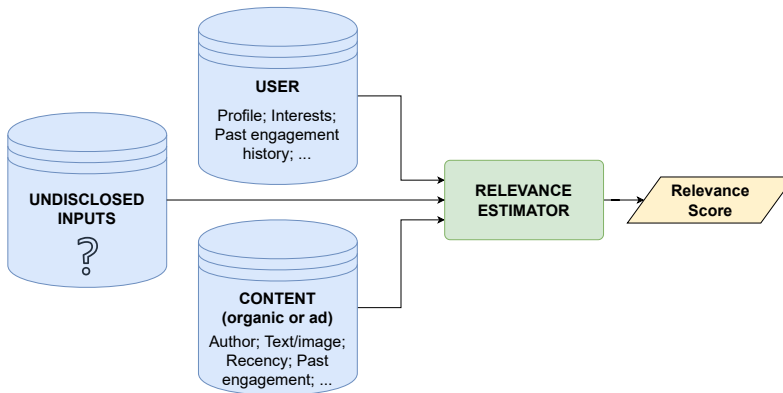 USER
Profile; Interests;
Past engagement
history; ...
UNDISCLOSED
INPUTS
?
RELEVANCE
ESTIMATOR
Relevance
Score
CONTENT
(organic or ad)
Author; Text/image;
Recency; Past
engagement; ...